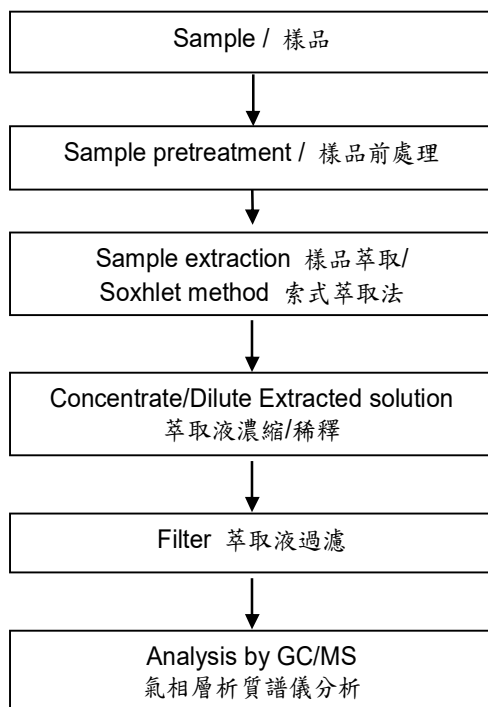 Sample / 樣品
Sample pretreatment / 樣品前處理
Sample extraction 樣品萃取/
Soxhlet method 索式萃取法
Concentrate/Dilute Extracted solution
萃取液濃縮/稀釋
Filter 萃取液過濾
Analysis by GC/MS
氣相層析質譜儀分析